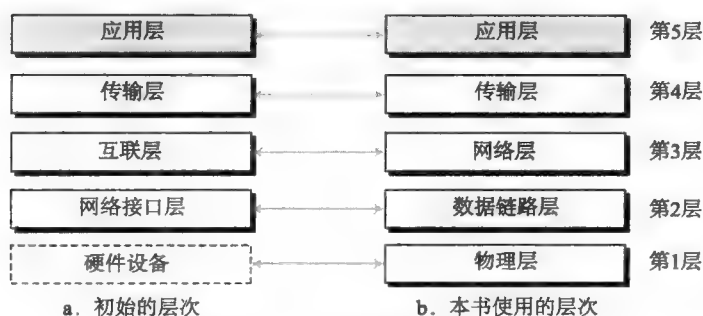 应用层 应用层 第5层
传输层 传输层 第4层
互联层 网络层 第3层
网络接口层 数据链路层 第2层
硬件设备 物理层 第1层
a. 初始的层次 b. 本书使用的层次